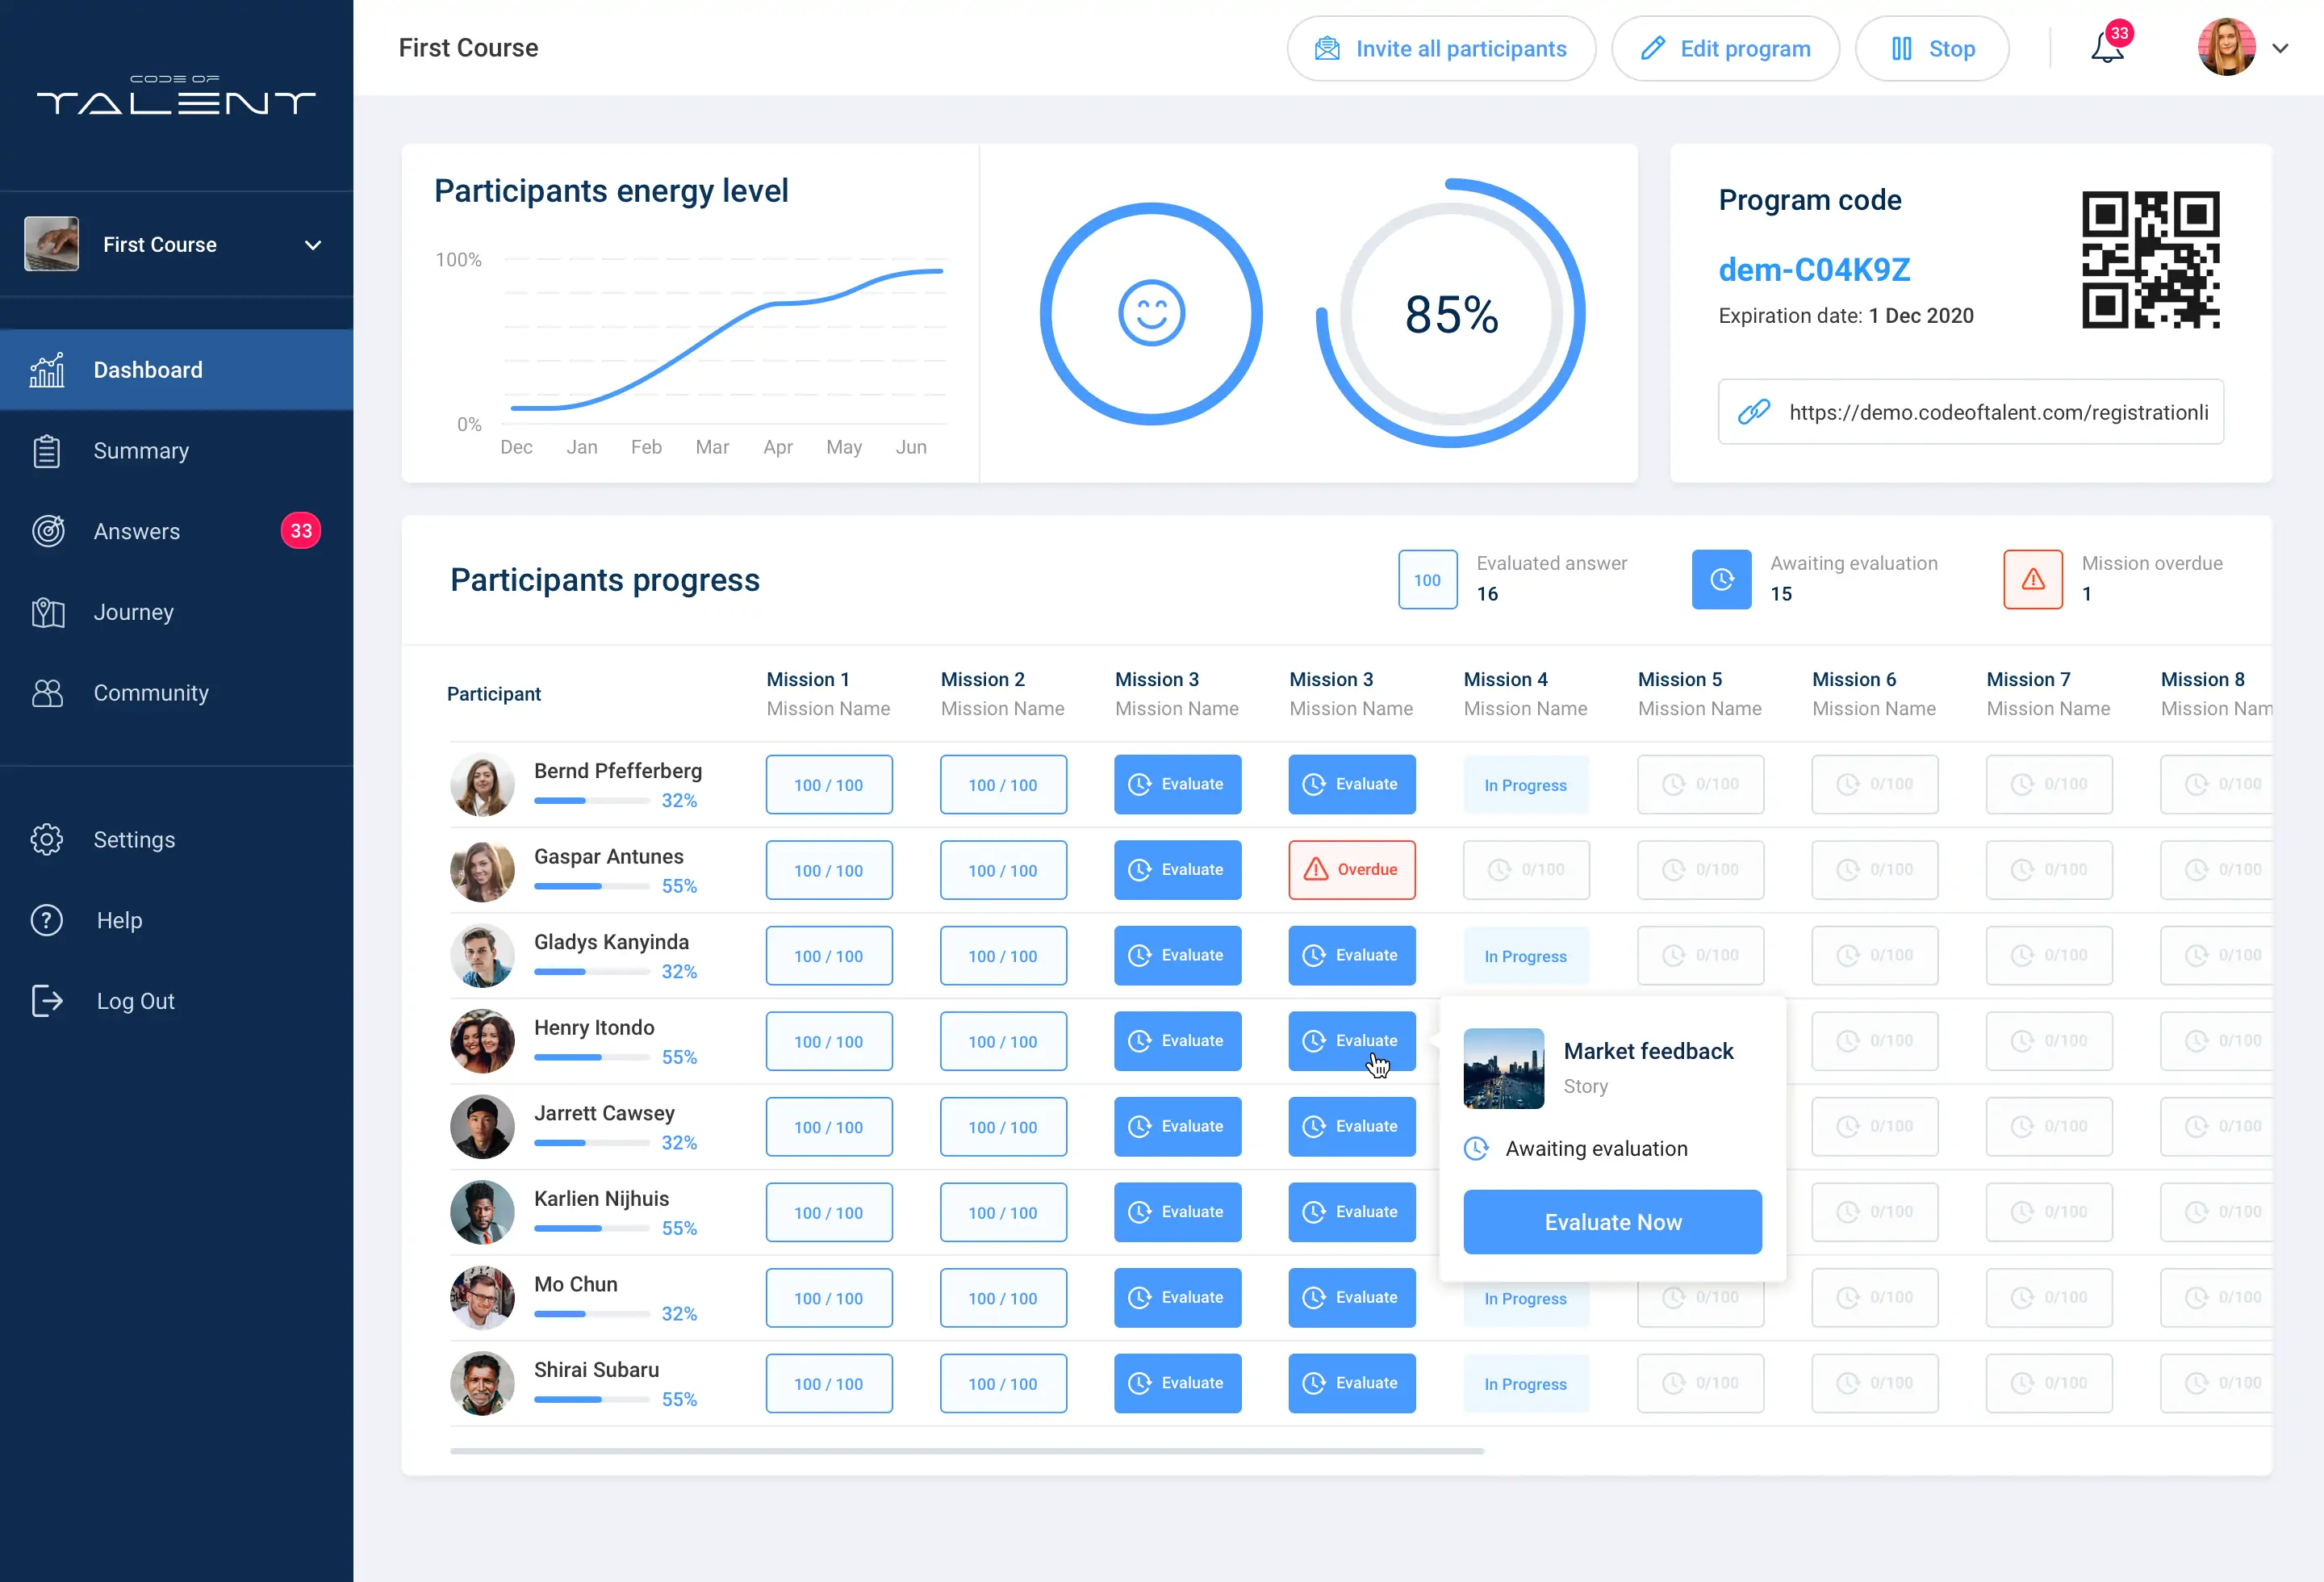 CODE OF
TALENT
First Course
Dashboard
Summary
Answers 33
Journey
Community
Settings
Help
Log Out
First Course
Invite all participants
Edit program
Stop
33
Participants energy level
100%
0%
Dec Jan Feb Mar Apr May Jun
85%
Program code
dem-C04K9Z
Expiration date: 1 Dec 2020
https://demo.codeoftalent.com/registrationli
Participants progress
100 Evaluated answer
16
Awaiting evaluation
15
Mission overdue
1
Participant
Mission 1 Mission 2 Mission 3 Mission 3 Mission 4 Mission 5 Mission 6 Mission 7 Mission 8
Mission Name Mission Name Mission Name Mission Name Mission Name Mission Name Mission Name Mission Name Mission Nam
Bernd Pfefferberg
32%
100 / 100 100 / 100 Evaluate Evaluate In Progress 0/100 0/100 0/100 0/100
Gaspar Antunes
55%
100 / 100 100 / 100 Evaluate Overdue 0/100 0/100 0/100 0/100 0/100
Gladys Kanyinda
32%
100 / 100 100 / 100 Evaluate Evaluate In Progress 0/100 0/100 0/100 0/100
Henry Itondo
55%
100 / 100 100 / 100 Evaluate Evaluate 0/100 0/100 0/100
Market feedback
Story
Awaiting evaluation
Evaluate Now
Jarrett Cawsey
32%
100 / 100 100 / 100 Evaluate Evaluate 0/100 0/100 0/100
Karlien Nijhuis
55%
100 / 100 100 / 100 Evaluate Evaluate 0/100 0/100 0/100
Mo Chun
32%
100 / 100 100 / 100 Evaluate Evaluate In Progress 0/100 0/100 0/100 0/100
Shirai Subaru
55%
100 / 100 100 / 100 Evaluate Evaluate In Progress 0/100 0/100 0/100 0/100